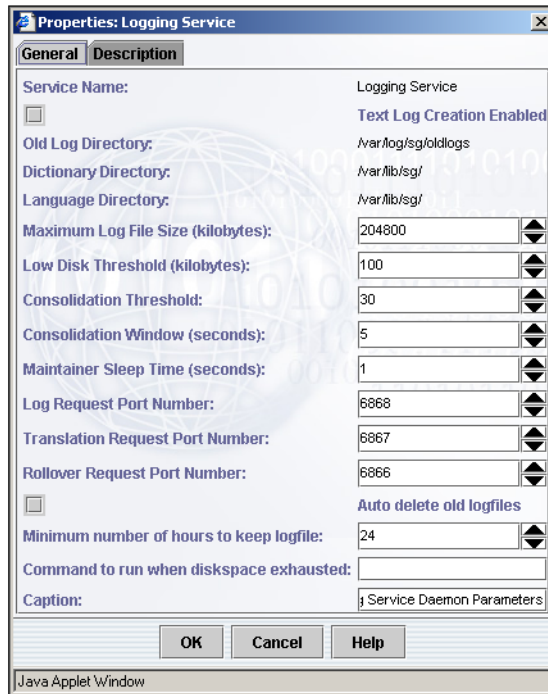 Properties: Logging Service
General Description
Service Name: Logging Service
Text Log Creation Enabled
Old Log Directory: /var/log/sg/oldlogs
Dictionary Directory: /var/lib/sg/
Language Directory: /var/lib/sg/
Maximum Log File Size (kilobytes): 204800
Low Disk Threshold (kilobytes): 100
Consolidation Threshold: 30
Consolidation Window (seconds): 5
Maintainer Sleep Time (seconds): 1
Log Request Port Number: 6868
Translation Request Port Number: 6867
Rollover Request Port Number: 6866
Auto delete old logfiles
Minimum number of hours to keep logfile: 24
Command to run when diskspace exhausted:
Caption: Service Daemon Parameters
OK Cancel Help
Java Applet Window